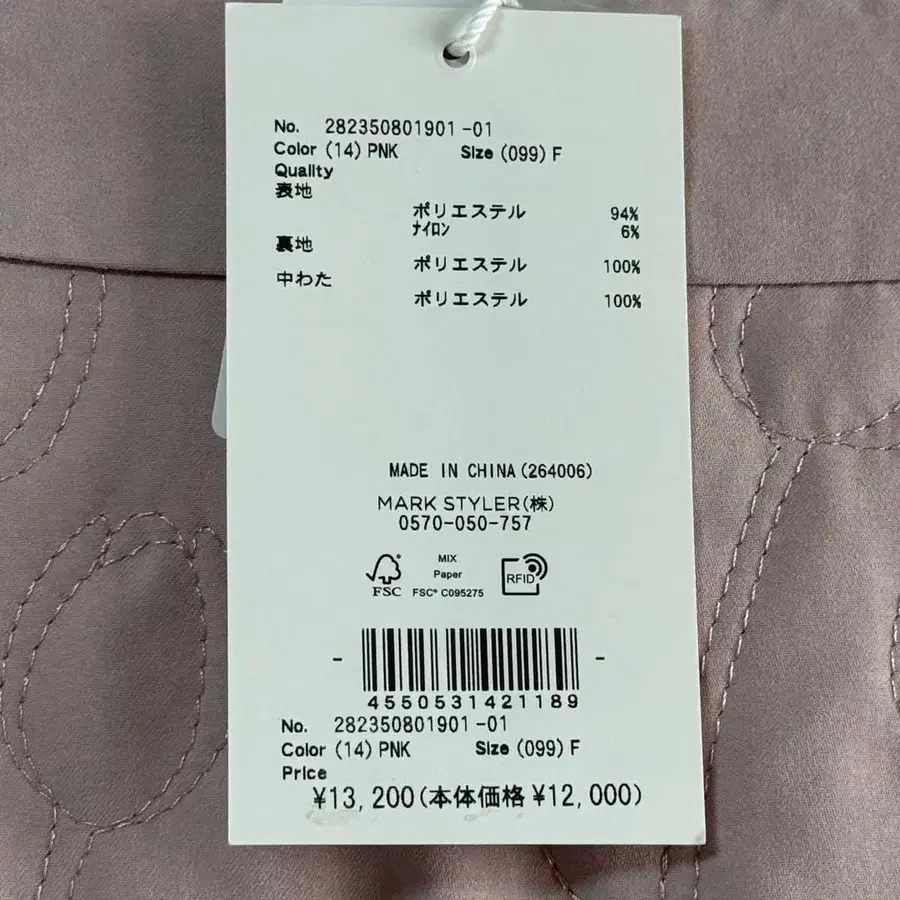 No. 282350801901-01
Color (14) PNK Size (099) F
Quality
表地
ポリエステル 94%
ナイロン 6%
裏地
ポリエステル 100%
中わた
ポリエステル 100%
MADE IN CHINA(264006)
MARK STYLER(株)
0570-050-757
FSC
MIX
Paper
FSC® C095275
RFID
4550531421189
No. 282350801901-01
Color (14) PNK Size (099) F
Price
¥13,200(本体価格 ¥12,000)